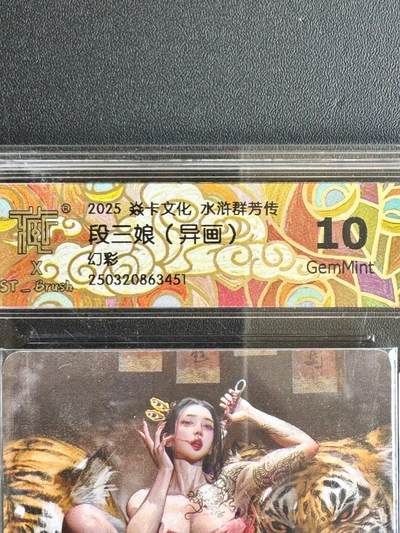 ®
2025 焱卡文化 水浒群芳传
段三娘（异画）
幻彩
250320863451
X
ST_Brush
10
GemMint